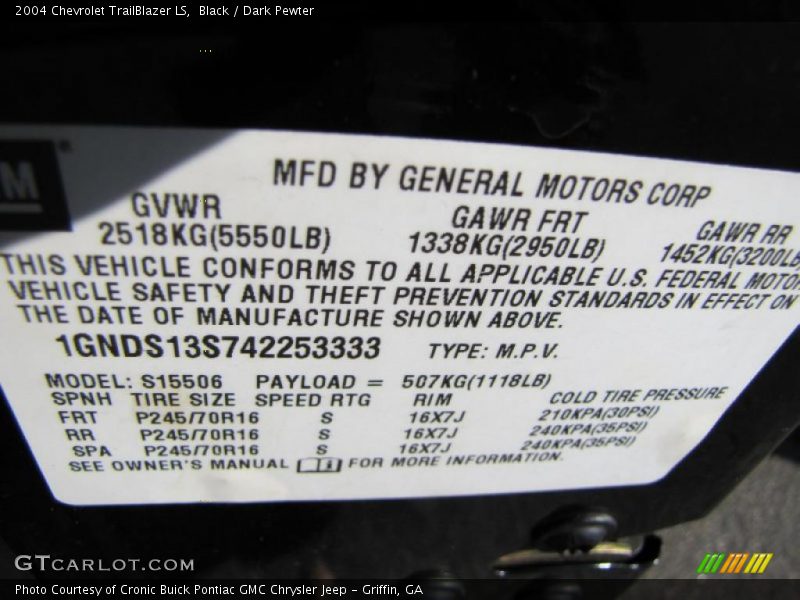 2004 Chevrolet TrailBlazer LS, Black / Dark Pewter
M ®
MFD BY GENERAL MOTORS CORP
GVWR GAWR FRT GAWR RR
2518KG(5550LB) 1338KG(2950LB) 1452KG(3200LB
THIS VEHICLE CONFORMS TO ALL APPLICABLE U.S. FEDERAL MOTOR
VEHICLE SAFETY AND THEFT PREVENTION STANDARDS IN EFFECT ON
THE DATE OF MANUFACTURE SHOWN ABOVE.
1GNDS13S742253333 TYPE: M.P.V.
MODEL: S15506 PAYLOAD = 507KG(1118LB)
SPNH TIRE SIZE SPEED RTG RIM COLD TIRE PRESSURE
FRT P245/70R16 S 16X7J 210KPA(30PSI)
RR P245/70R16 S 16X7J 240KPA(35PSI)
SPA P245/70R16 S 16X7J 240KPA(35PSI)
SEE OWNER'S MANUAL FOR MORE INFORMATION.
GTCARLOT.COM
Photo Courtesy of Cronic Buick Pontiac GMC Chrysler Jeep – Griffin, GA